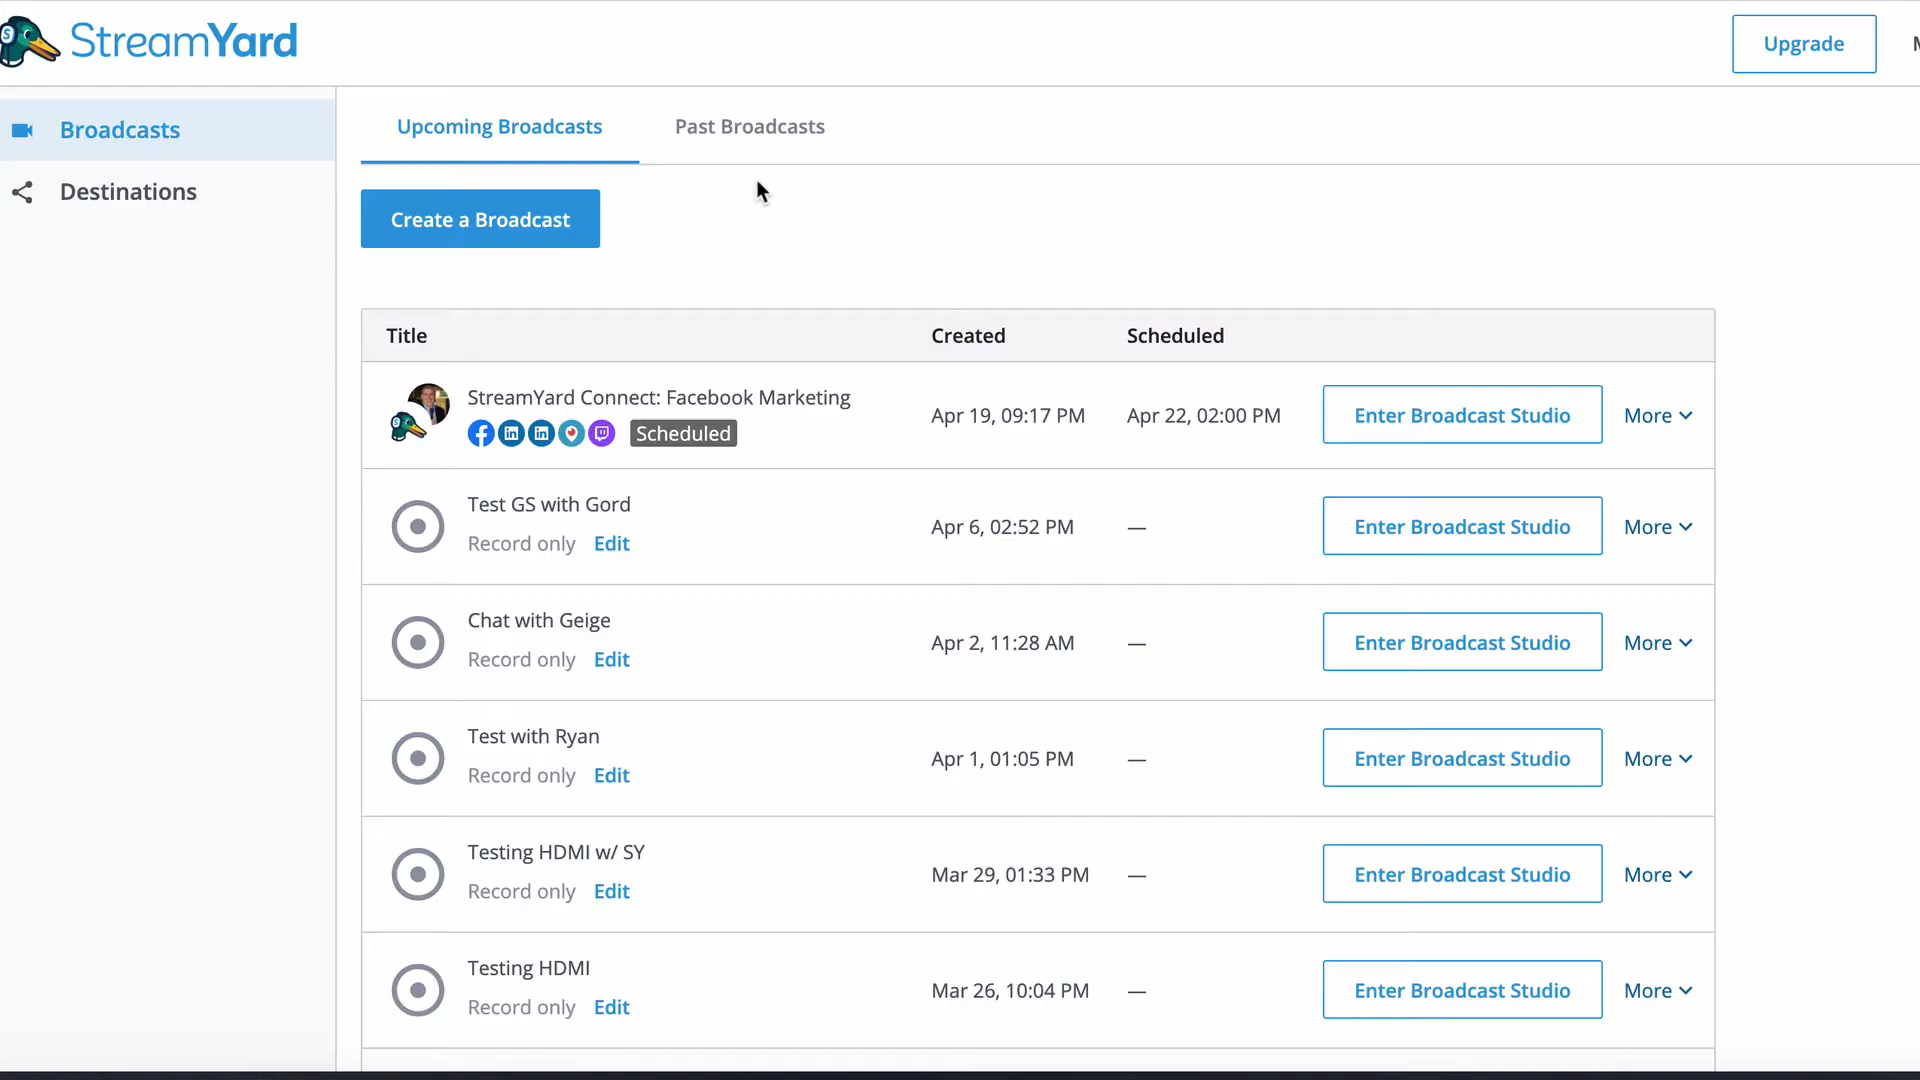 StreamYard
Upgrade
Broadcasts
Destinations
Upcoming Broadcasts
Past Broadcasts
Create a Broadcast
Title
Created
Scheduled
StreamYard Connect: Facebook Marketing
Scheduled
Apr 19, 09:17 PM
Apr 22, 02:00 PM
Enter Broadcast Studio
More
Test GS with Gord
Record only Edit
Apr 6, 02:52 PM
—
Enter Broadcast Studio
More
Chat with Geige
Record only Edit
Apr 2, 11:28 AM
—
Enter Broadcast Studio
More
Test with Ryan
Record only Edit
Apr 1, 01:05 PM
—
Enter Broadcast Studio
More
Testing HDMI w/ SY
Record only Edit
Mar 29, 01:33 PM
—
Enter Broadcast Studio
More
Testing HDMI
Record only Edit
Mar 26, 10:04 PM
—
Enter Broadcast Studio
More